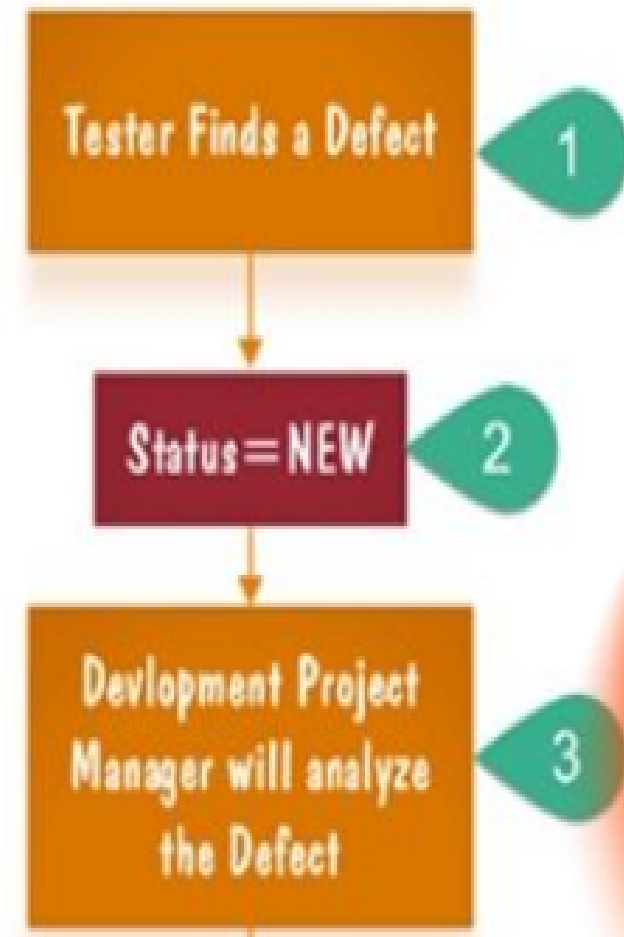 Tester Finds a Defect
1
Status=NEW
2
Devlopment Project
Manager will analyze
the Defect
3